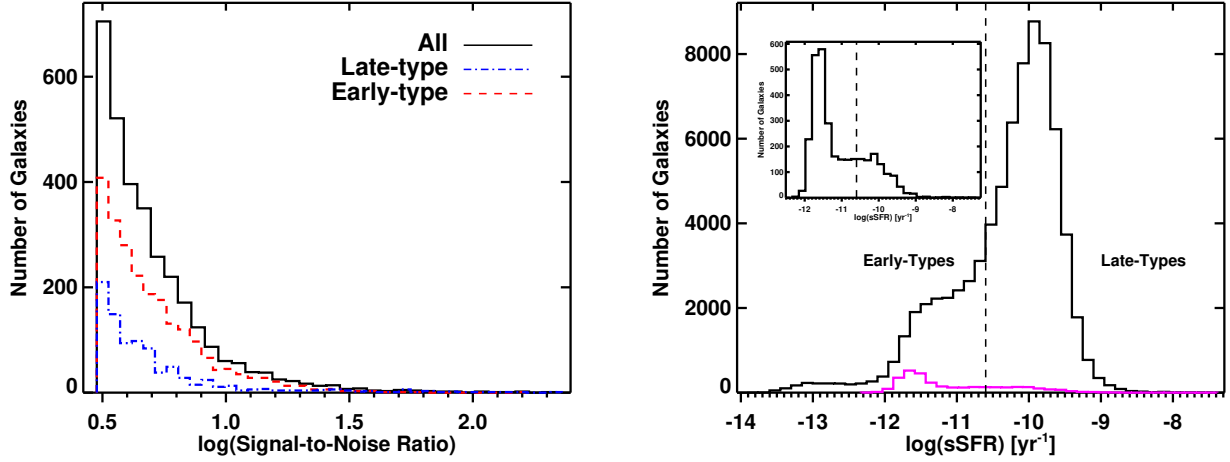 All
Late-type
Early-type
600
400
200
0
Number of Galaxies
0.5 1.0 1.5 2.0
log(Signal-to-Noise Ratio)
8000
6000
4000
2000
0
Number of Galaxies
600
500
400
300
200
100
0
Number of Galaxies
-12 -11 -10 -9 -8
log(sSFR) [yr⁻¹]
Early-Types
Late-Types
-14 -13 -12 -11 -10 -9 -8
log(sSFR) [yr⁻¹]